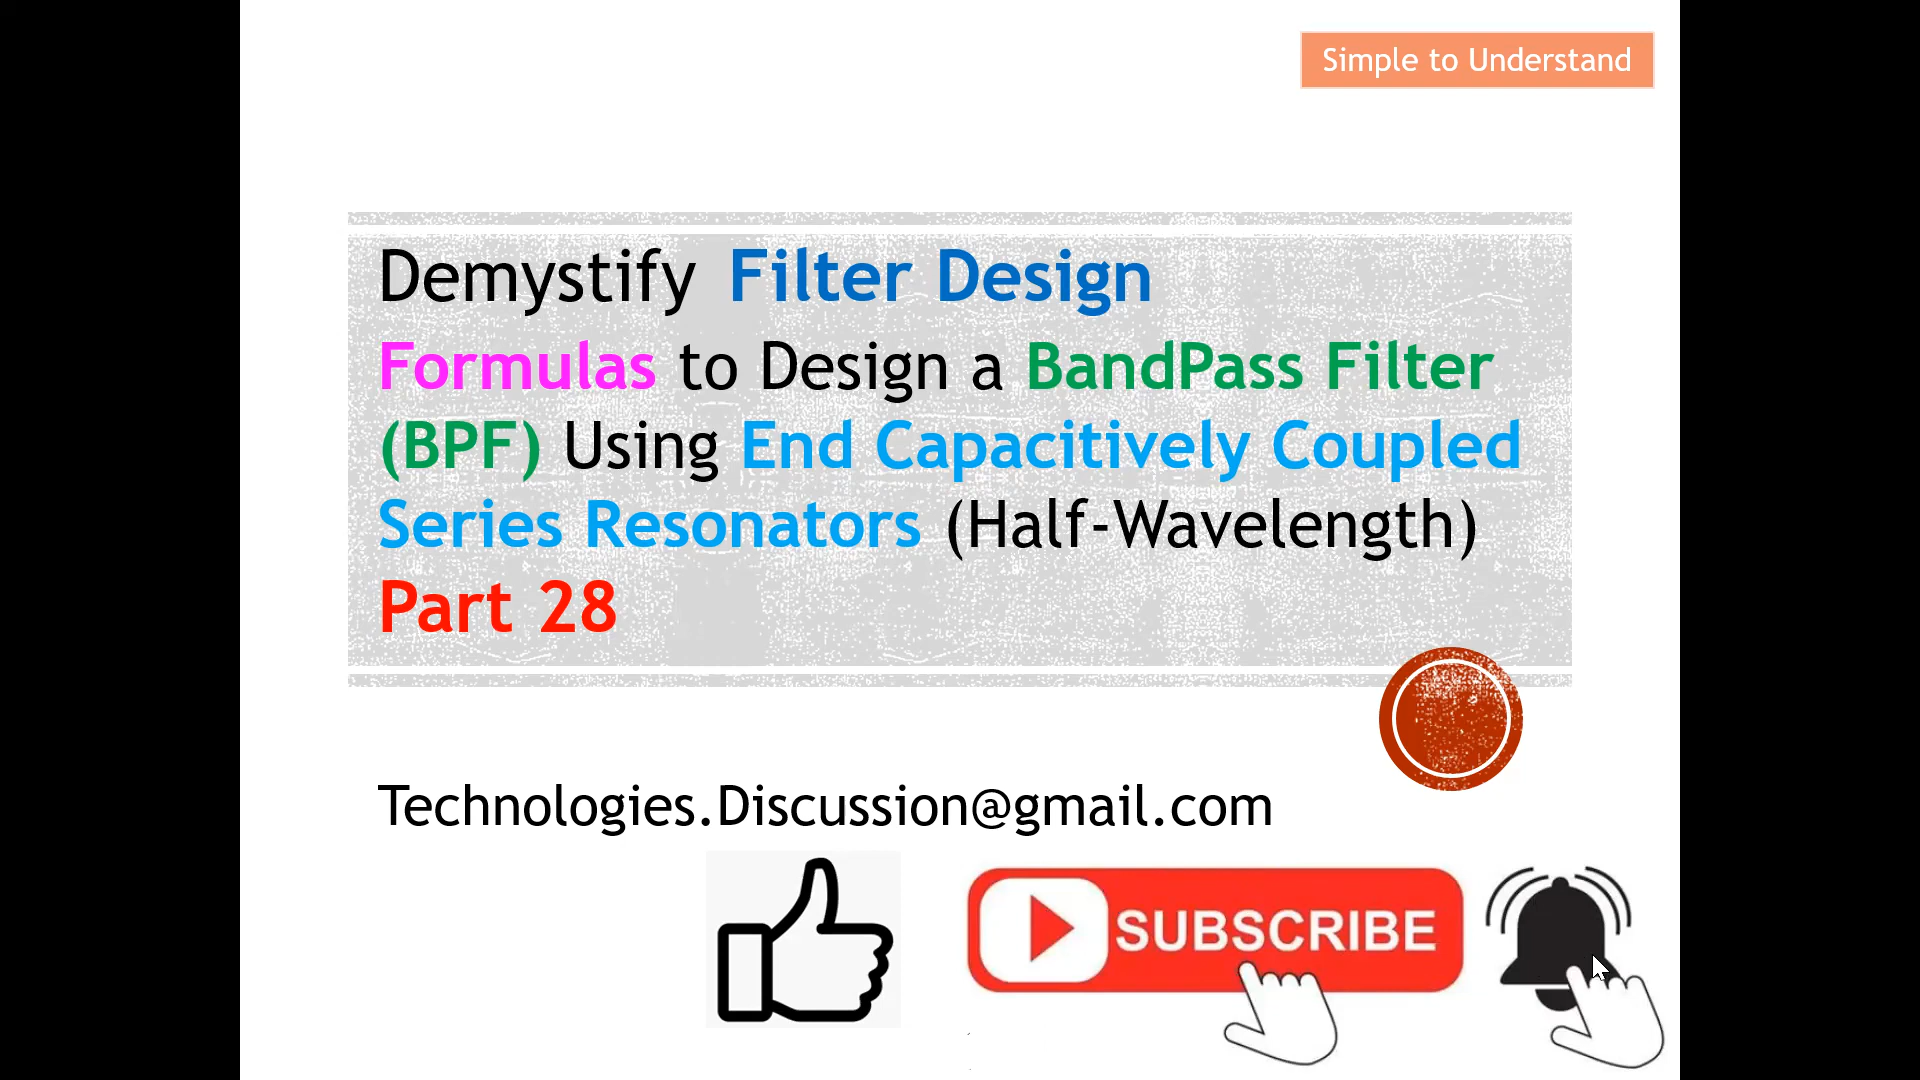 Simple to Understand
Demystify Filter Design
Formulas to Design a BandPass Filter
(BPF) Using End Capacitively Coupled
Series Resonators (Half-Wavelength)
Part 28
Technologies.Discussion@gmail.com
SUBSCRIBE